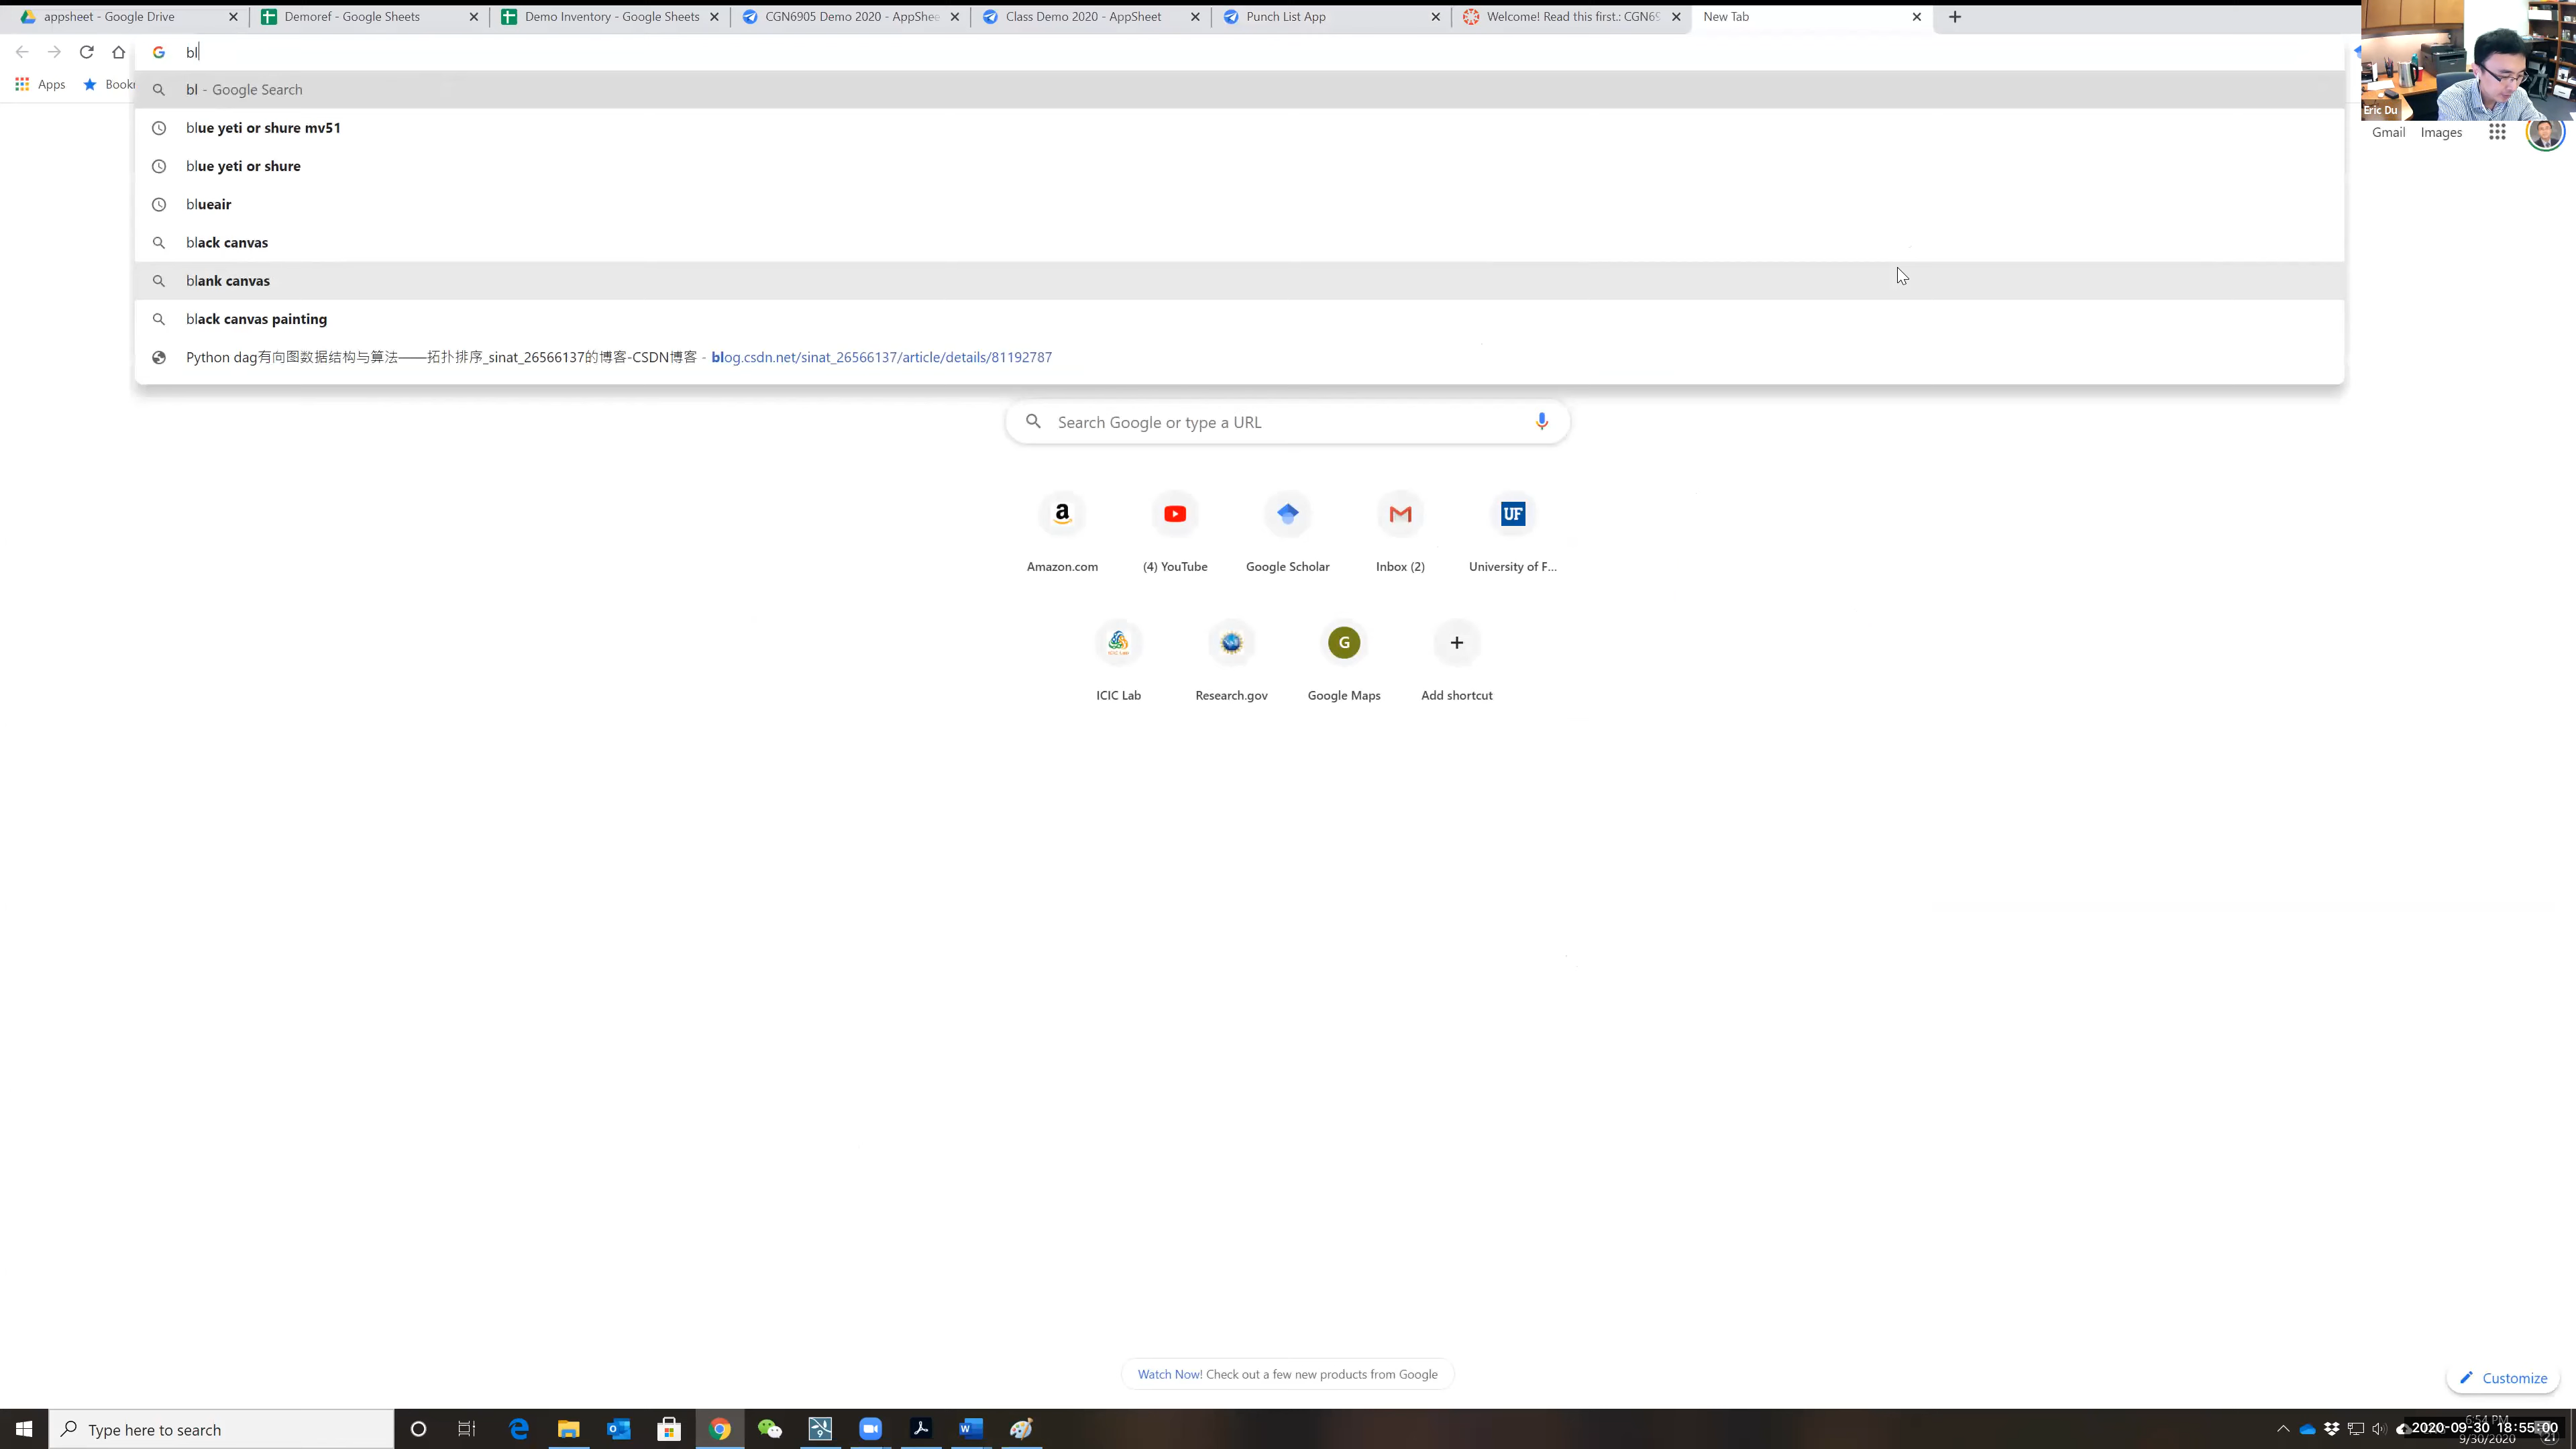 appsheet - Google Drive
Demoref - Google Sheets
Demo Inventory - Google Sheets
CGN6905 Demo 2020 - AppShee
Class Demo 2020 - AppSheet
Punch List App
Welcome! Read this first.: CGN69
New Tab
bl
Eric Du
Apps
Bookr
bl - Google Search
blue yeti or shure mv51
Gmail
Images
blue yeti or shure
blueair
black canvas
blank canvas
black canvas painting
Python dag有向图数据结构与算法——拓扑排序_sinat_26566137的博客-CSDN博客 - blog.csdn.net/sinat_26566137/article/details/81192787
Search Google or type a URL
Amazon.com
(4) YouTube
Google Scholar
Inbox (2)
University of F...
ICIC Lab
Research.gov
Google Maps
Add shortcut
Watch Now! Check out a few new products from Google
Customize
Type here to search
6:54 PM
2020-09-30 18:55:00
9/30/2020
21